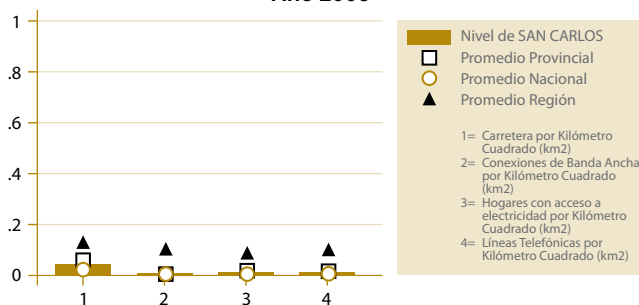 1
.8
.6
.4
.2
0
1 2 3 4
Nivel de SAN CARLOS
Promedio Provincial
Promedio Nacional
Promedio Región
1= Carretera por Kilómetro
Cuadrado (km2)
2= Conexiones de Banda Ancha
por Kilómetro Cuadrado
(km2)
3= Hogares con acceso a
electricidad por Kilómetro
Cuadrado (km2)
4= Líneas Telefónicas por
Kilómetro Cuadrado (km2)